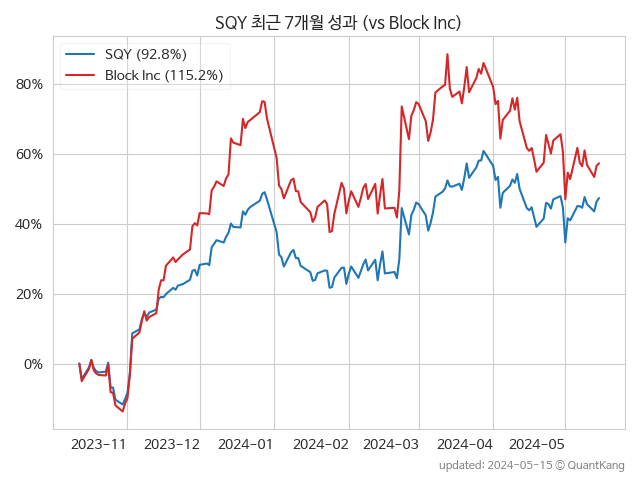 SQY 최근 7개월 성과 (vs Block Inc)
SQY (92.8%)
Block Inc (115.2%)
80%
60%
40%
20%
0%
2023−11 2023−12 2024−01 2024−02 2024−03 2024−04 2024−05
updated: 2024-05-15 © QuantKang